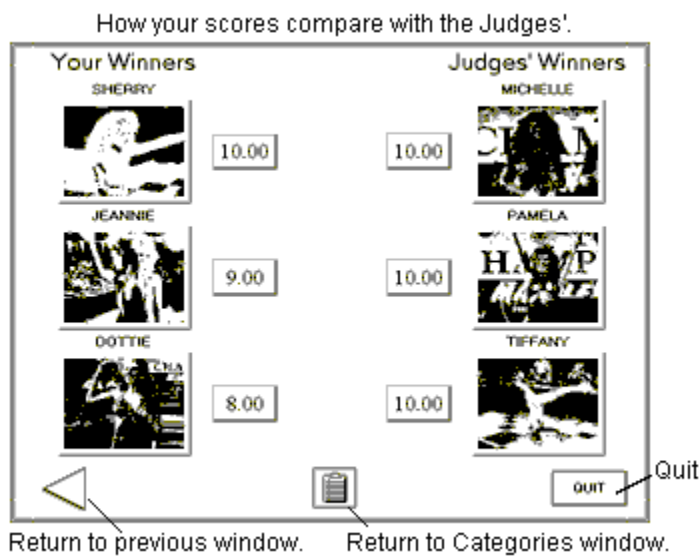 How your scores compare with the Judges'.
Your Winners Judges' Winners
SHERRY MICHELLE
10.00 10.00
JEANNIE PAMELA
9.00 10.00
DOTTIE TIFFANY
8.00 10.00
QUIT Quit
Return to previous window. Return to Categories window.